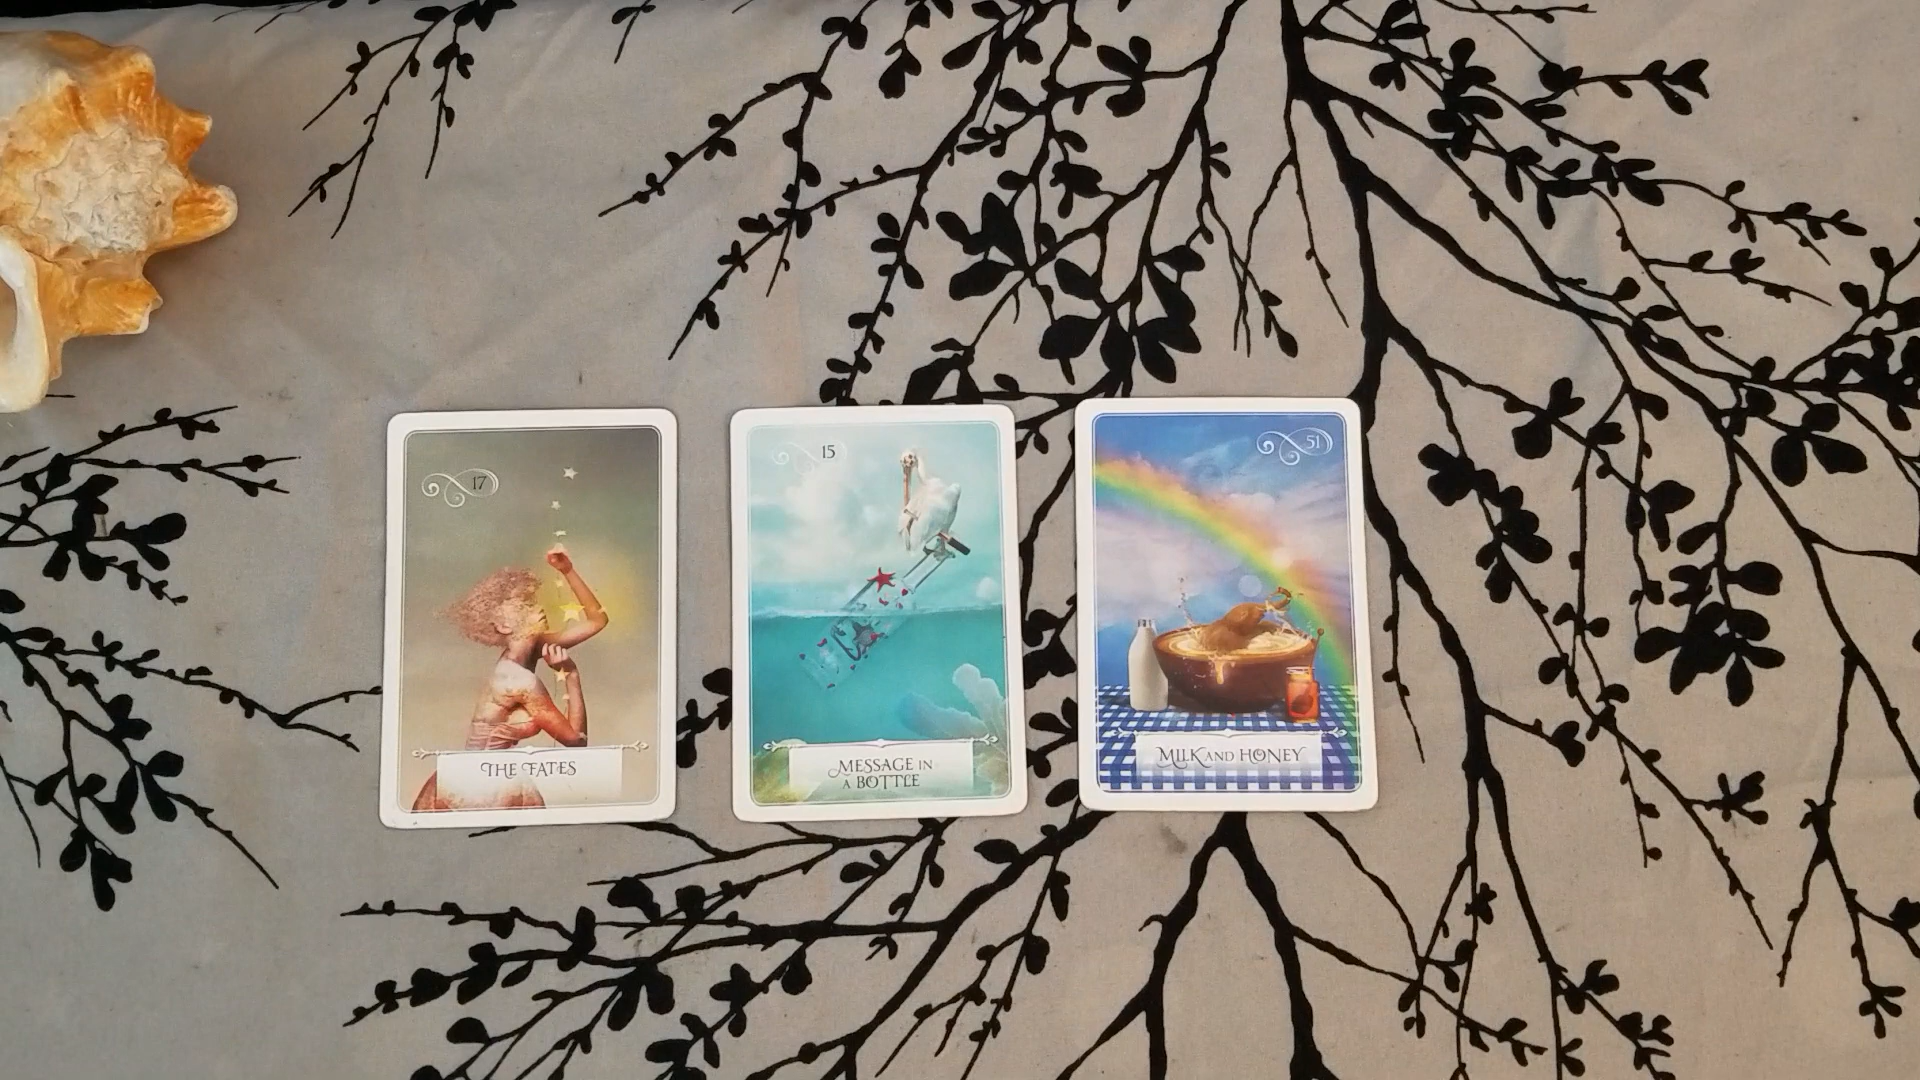 17
THE FATES
15
MESSAGE IN
A BOTTLE
51
MILK AND HONEY